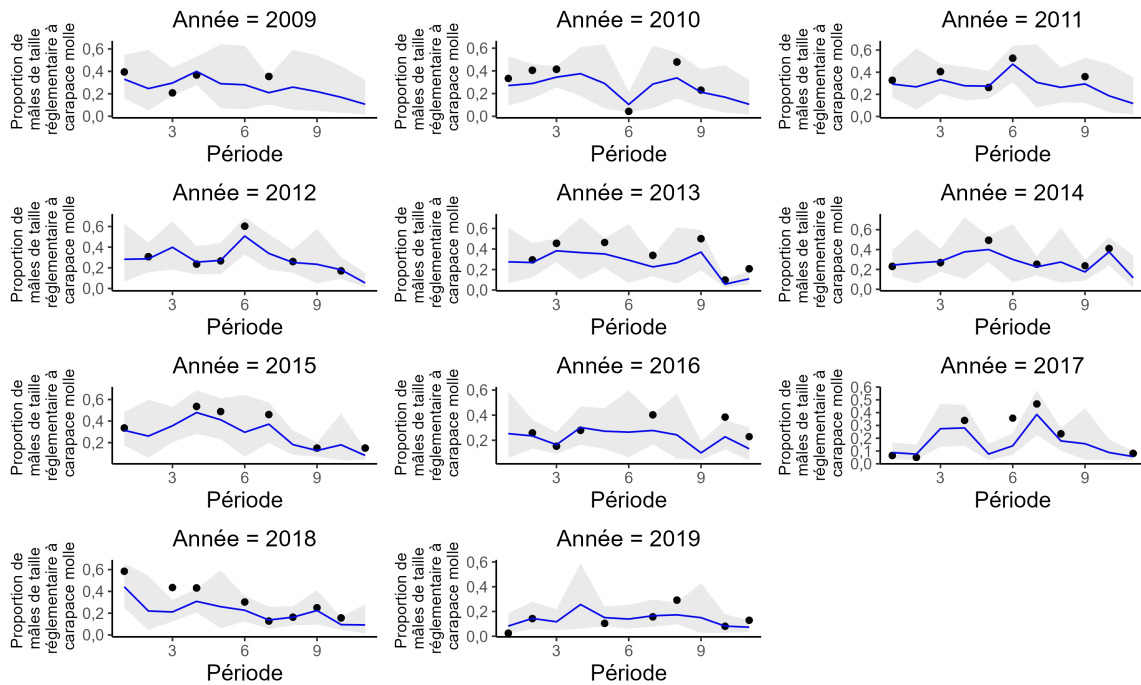 Année = 2009
Proportion de
mâles de taille
réglementaire à
carapace molle
0,6
0,4
0,2
0,0
3
6
9
Période
Année = 2010
Proportion de
mâles de taille
réglementaire à
carapace molle
0,6
0,4
0,2
0,0
3
6
9
Période
Année = 2011
Proportion de
mâles de taille
réglementaire à
carapace molle
0,6
0,4
0,2
0,0
3
6
9
Période
Année = 2012
Proportion de
mâles de taille
réglementaire à
carapace molle
0,6
0,4
0,2
0,0
3
6
9
Période
Année = 2013
Proportion de
mâles de taille
réglementaire à
carapace molle
0,6
0,4
0,2
0,0
3
6
9
Période
Année = 2014
Proportion de
mâles de taille
réglementaire à
carapace molle
0,6
0,4
0,2
0,0
3
6
9
Période
Année = 2015
Proportion de
mâles de taille
réglementaire à
carapace molle
0,6
0,4
0,2
3
6
9
Période
Année = 2016
Proportion de
mâles de taille
réglementaire à
carapace molle
0,6
0,4
0,2
3
6
9
Période
Année = 2017
Proportion de
mâles de taille
réglementaire à
carapace molle
0,6
0,5
0,4
0,3
0,2
0,1
0,0
3
6
9
Période
Année = 2018
Proportion de
mâles de taille
réglementaire à
carapace molle
0,6
0,4
0,2
0,0
3
6
9
Période
Année = 2019
Proportion de
mâles de taille
réglementaire à
carapace molle
0,6
0,4
0,2
0,0
3
6
9
Période